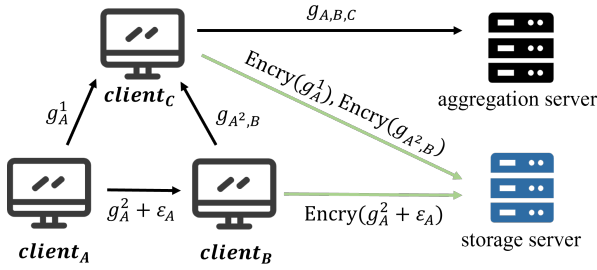 g_{A,B,C}
Encry(g_A^1), Encry(g_{A^2,B})
aggregation server
client_C
g_A^1
g_{A^2,B}
g_A^2 + ε_A
Encry(g_A^2 + ε_A)
client_A
client_B
storage server